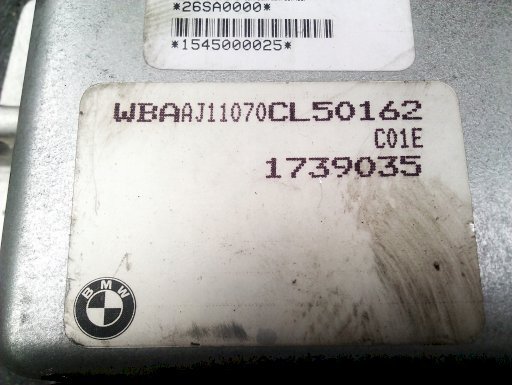 *26SA0000*
*1545000025*
WBAAJ11070CL50162
C01E
1739035
BMW